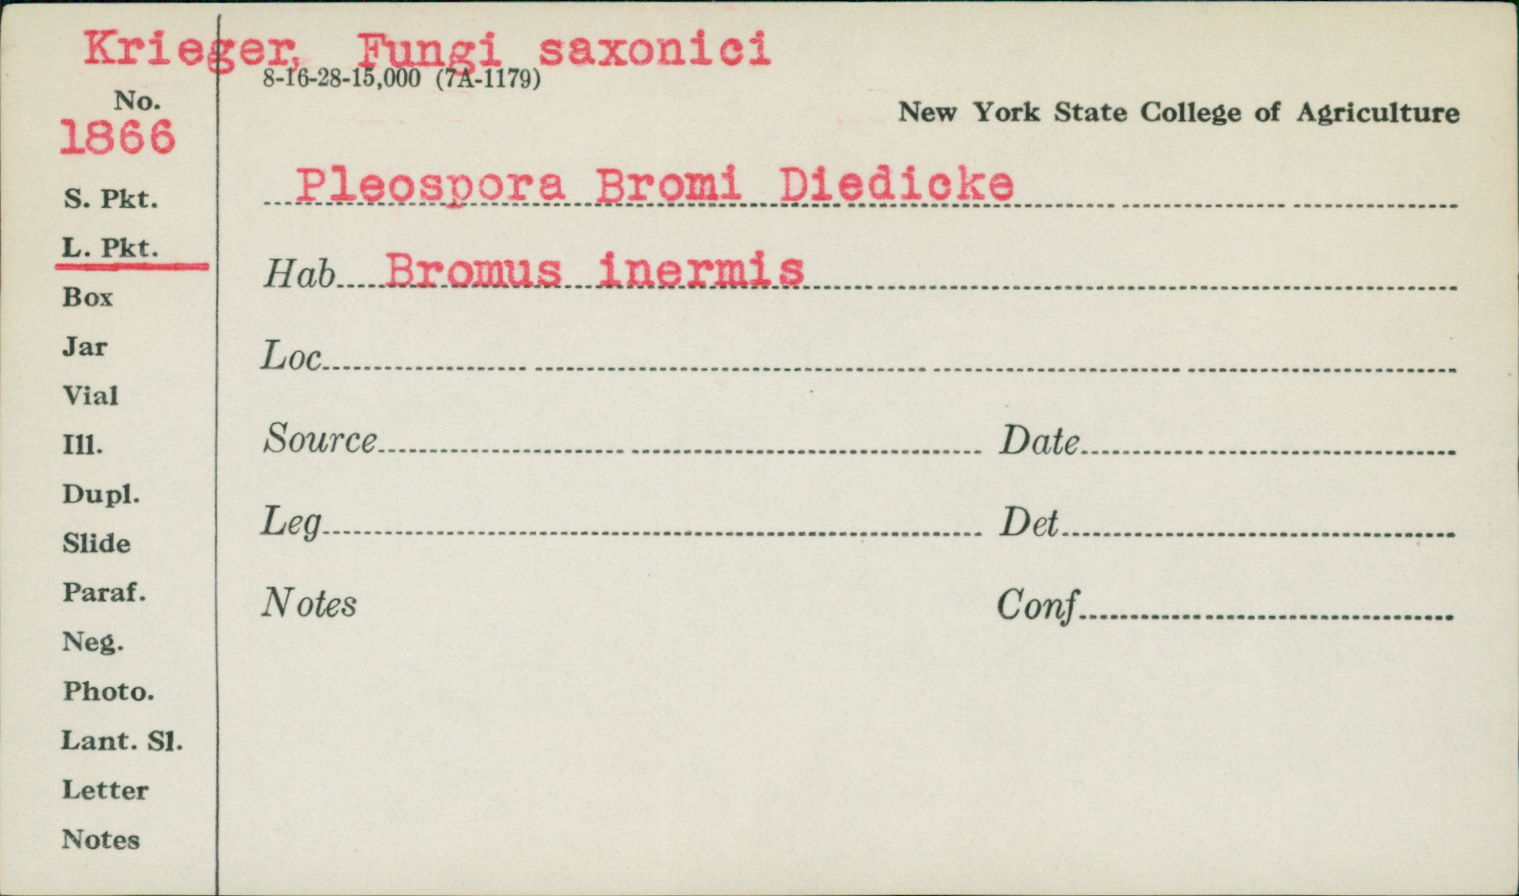 Krieger, Fungi saxonici
8-16-28-15,000 (7A-1179)
No.
1866
New York State College of Agriculture
S. Pkt.
Pleospora Bromi Diedicke
L. Pkt.
Hab. Bromus inermis
Box
Jar
Loc
Vial
Ill.
Source Date
Dupl.
Slide
Leg Det
Paraf.
Notes Conf
Neg.
Photo.
Lant. Sl.
Letter
Notes